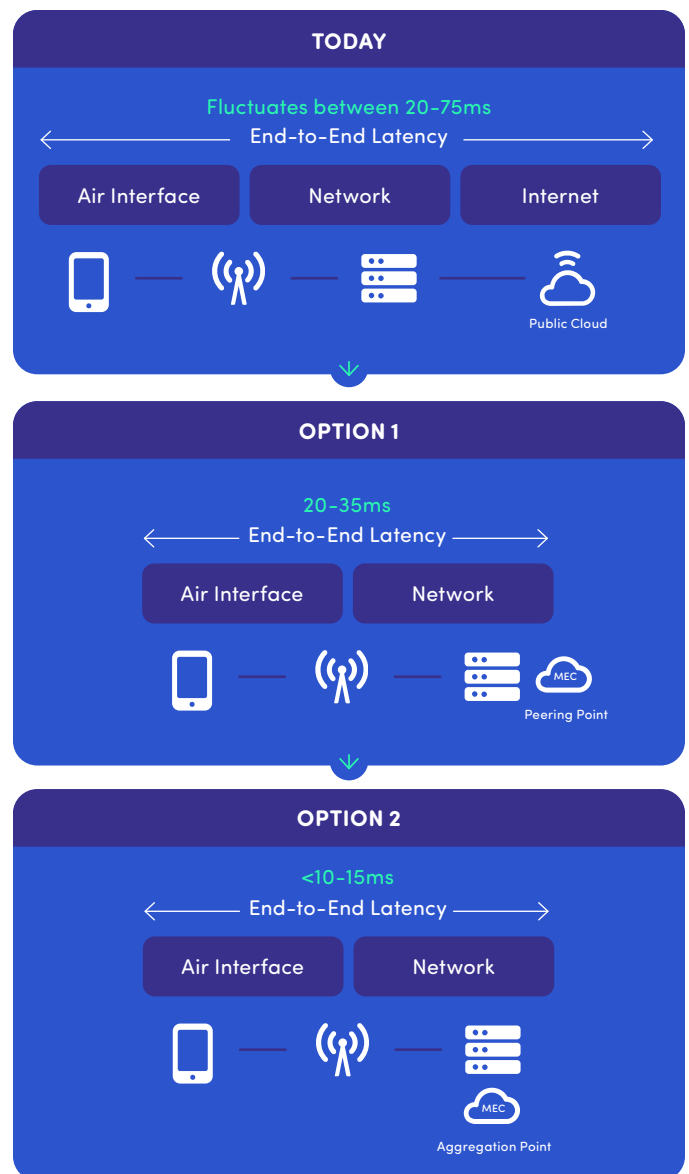 TODAY
Fluctuates between 20-75ms
End-to-End Latency
Air Interface
Network
Internet
Public Cloud
OPTION 1
20-35ms
End-to-End Latency
Air Interface
Network
MEC
Peering Point
OPTION 2
<10-15ms
End-to-End Latency
Air Interface
Network
MEC
Aggregation Point